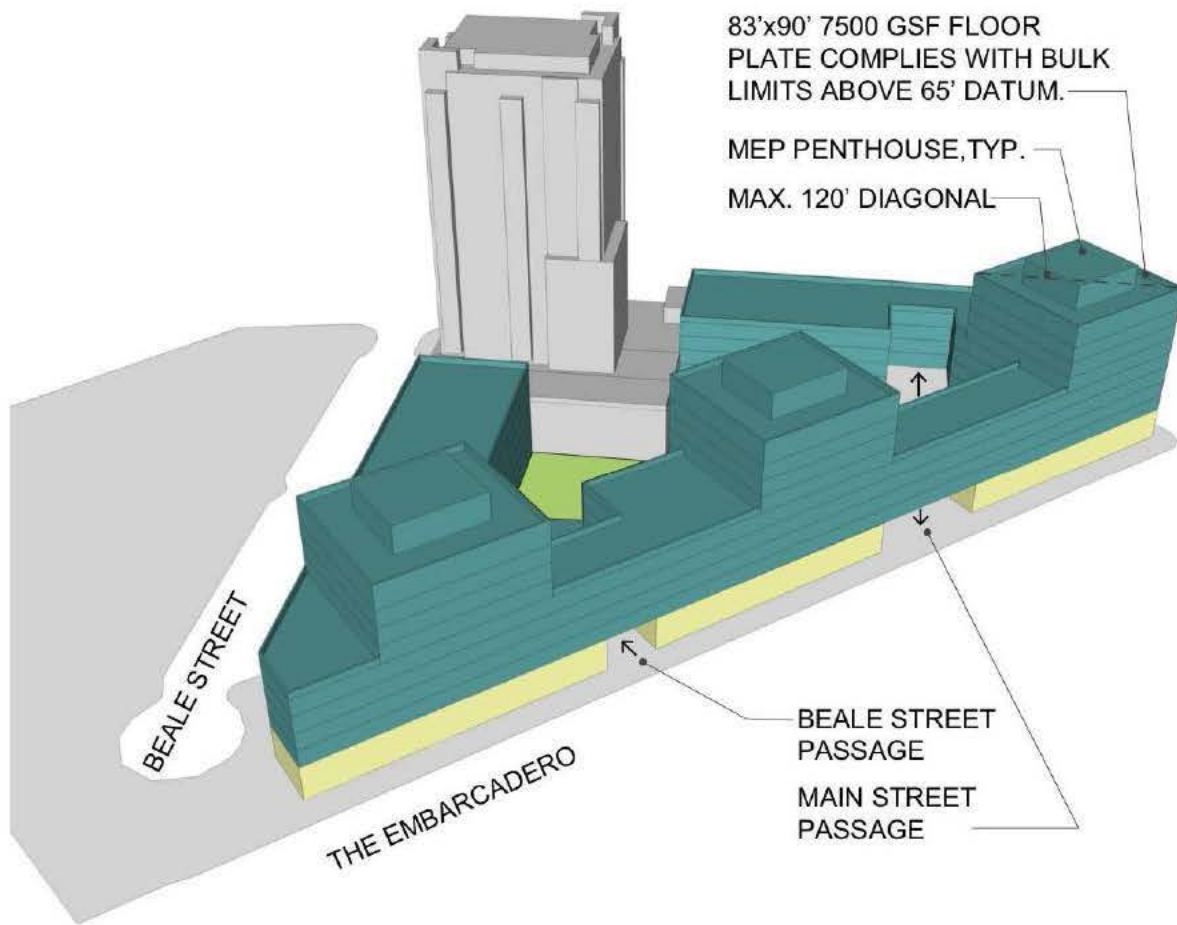 83'x90' 7500 GSF FLOOR
PLATE COMPLIES WITH BULK
LIMITS ABOVE 65' DATUM.
MEP PENTHOUSE,TYP.
MAX. 120' DIAGONAL
BEALE STREET
THE EMBARCADERO
BEALE STREET
PASSAGE
MAIN STREET
PASSAGE